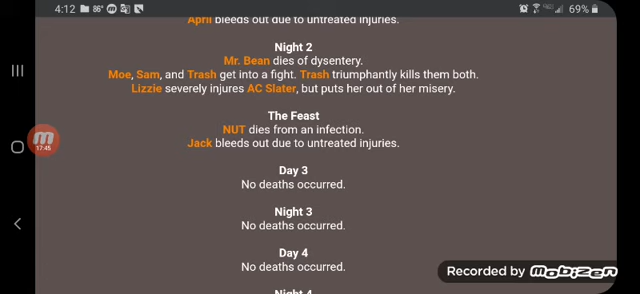 4:12 86° 69%
April bleeds out due to untreated injuries.
Night 2
Mr. Bean dies of dysentery.
Moe, Sam, and Trash get into a fight. Trash triumphantly kills them both.
Lizzie severely injures AC Slater, but puts her out of her misery.
The Feast
NUT dies from an infection.
Jack bleeds out due to untreated injuries.
17:45
Day 3
No deaths occurred.
Night 3
No deaths occurred.
Day 4
No deaths occurred.
Recorded by Mobizen
Night 4